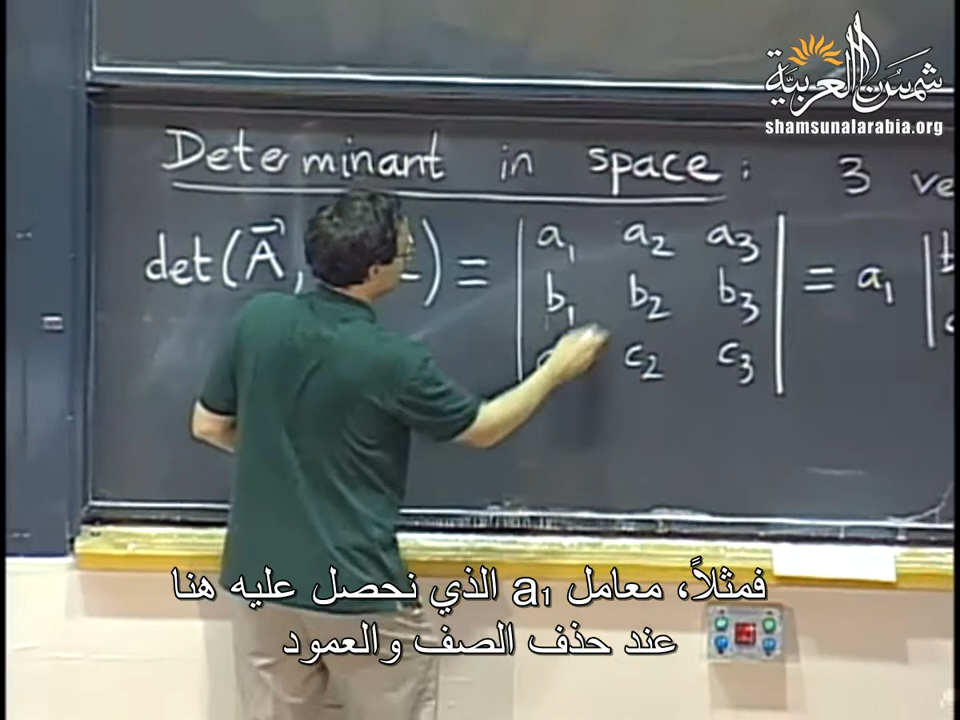 شمس العربية
shamsunalarabia.org
Determinant in space: 3
det(A⃗, ) = | a₁ a₂ a₃ | = a₁ |
b₁ b₂ b₃
c₂ c₃
فمثلاً، معامل a₁ الذي نحصل عليه هنا
عند حذف الصف والعمود